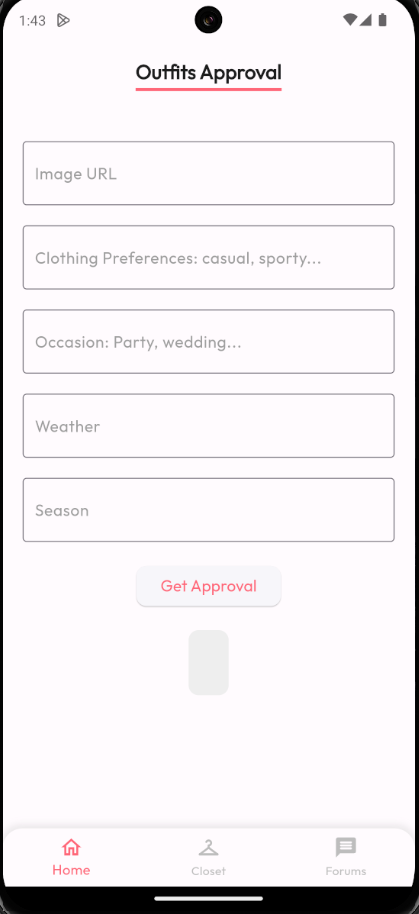 1:43
Outfits Approval
Image URL
Clothing Preferences: casual, sporty...
Occasion: Party, wedding...
Weather
Season
Get Approval
Home
Closet
Forums